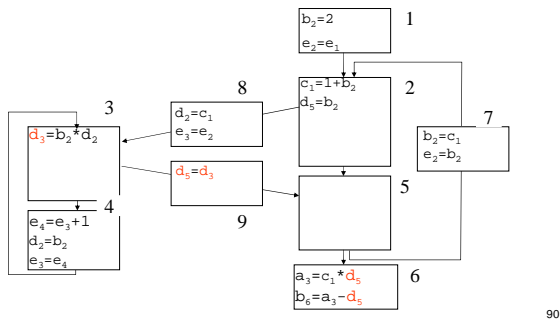 1
b₂=2
e₂=e₁
2
c₁=1+b₂
d₅=b₂
8
d₂=c₁
e₃=e₂
3
d₃=b₂*d₂
7
b₂=c₁
e₂=b₂
d₅=d₃
9
5
4
e₄=e₃+1
d₂=b₂
e₃=e₄
6
a₃=c₁*d₅
b₆=a₃-d₅
90